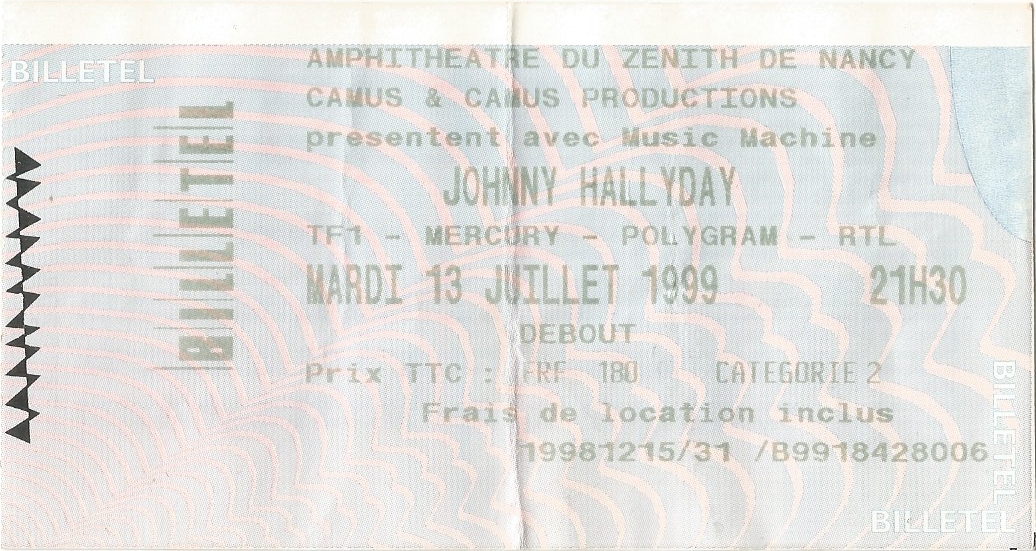 BILLETEL
BILLETEL
AMPHITHEATRE DU ZENITH DE NANCY
CAMUS & CAMUS PRODUCTIONS
presentent avec Music Machine
JOHNNY HALLYDAY
TF1 - MERCURY - POLYGRAM - RTL
MARDI 13 JUILLET 1999 21H30
DEBOUT
Prix TTC : FRF 180 CATEGORIE 2
Frais de location inclus
19981215/31 /B9918428006
BILLETEL
BILLETEL